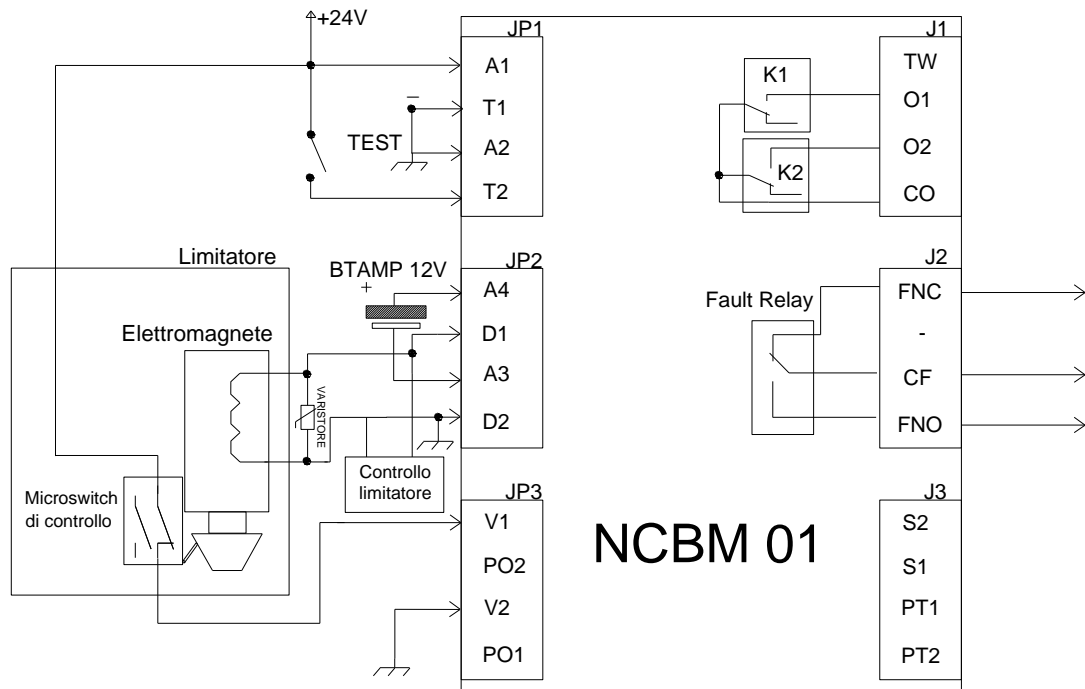 +24V
JP1
A1
T1
A2
T2
TEST
J1
TW
O1
O2
CO
K1
K2
Limitatore
Elettromagnete
VARISTORE
Microswitch
di controllo
BTAMP 12V
+
JP2
A4
D1
A3
D2
Controllo
limitatore
Fault Relay
J2
FNC
-
CF
FNO
JP3
V1
PO2
V2
PO1
NCBM 01
J3
S2
S1
PT1
PT2